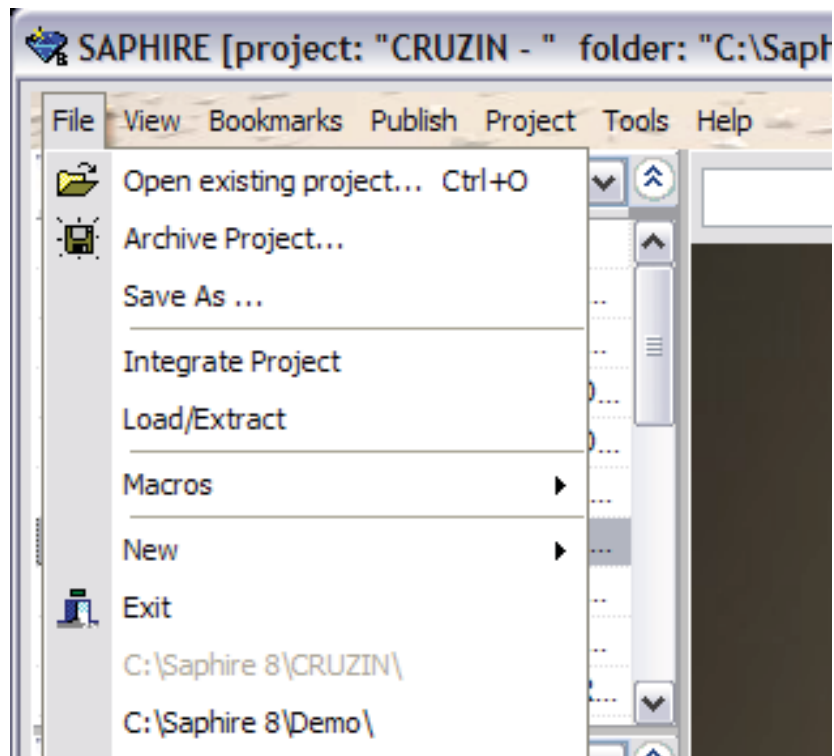 SAPHIRE [project: "CRUZIN - " folder: "C:\Saph
File View Bookmarks Publish Project Tools Help
Open existing project... Ctrl+O
Archive Project...
Save As ...
Integrate Project
Load/Extract
Macros
New
Exit
C:\Saphire 8\CRUZIN\
C:\Saphire 8\Demo\